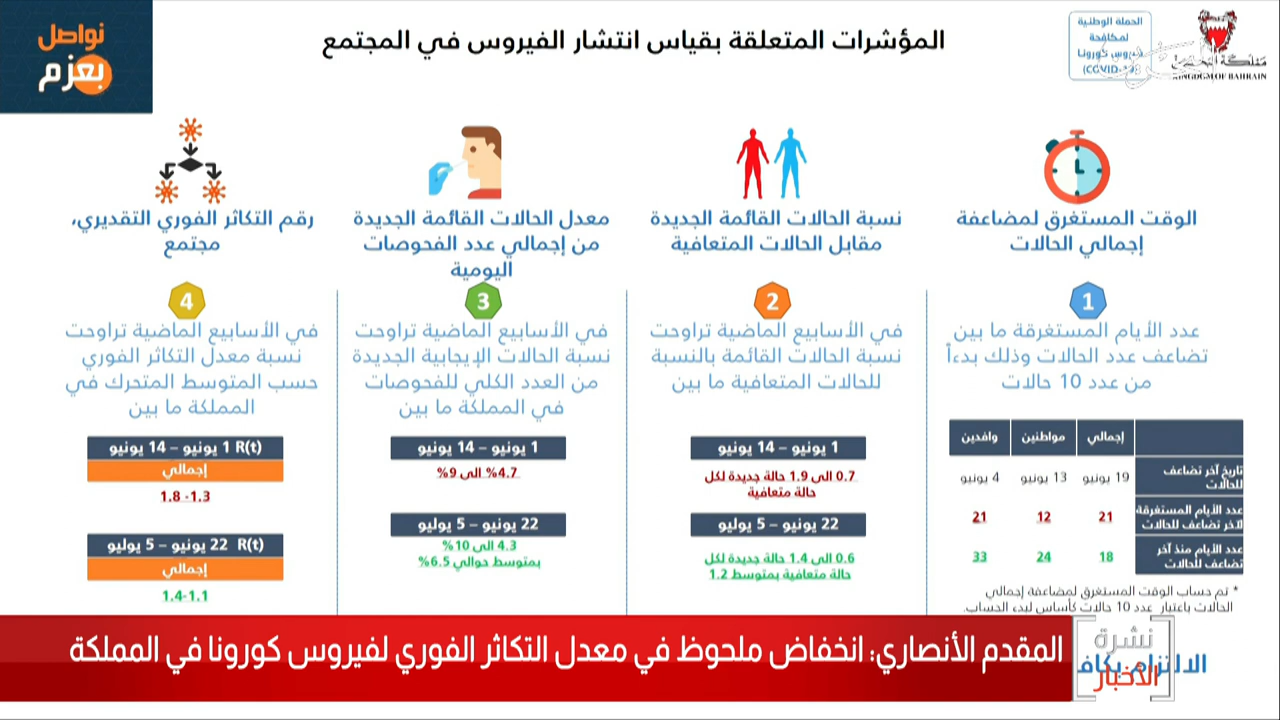 نواصل
بعزم
المؤشرات المتعلقة بقياس انتشار الفيروس في المجتمع
الحملة الوطنية
لمكافحة
فيروس كورونا
(COVID-19)
KINGDOM OF BAHRAIN
الوقت المستغرق لمضاعفة
إجمالي الحالات
1
عدد الأيام المستغرقة ما بين
تضاعف عدد الحالات وذلك بدءاً
من عدد 10 حالات
إجمالي مواطنين وافدين
تاريخ آخر تضاعف
للحالات
19 يونيو 13 يونيو 4 يونيو
عدد الأيام المستغرقة
لآخر تضاعف للحالات
21 12 21
عدد الأيام منذ آخر
تضاعف للحالات
18 24 33
* تم حساب الوقت المستغرق لمضاعفة إجمالي
الحالات باعتبار عدد 10 حالات كأساس لبدء الحساب.
نسبة الحالات القائمة الجديدة
مقابل الحالات المتعافية
2
في الأسابيع الماضية تراوحت
نسبة الحالات القائمة بالنسبة
للحالات المتعافية ما بين
1 يونيو – 14 يونيو
0.7 الى 1.9 حالة جديدة لكل
حالة متعافية
22 يونيو – 5 يوليو
0.6 الى 1.4 حالة جديدة لكل
حالة متعافية بمتوسط 1.2
معدل الحالات القائمة الجديدة
من إجمالي عدد الفحوصات
اليومية
3
في الأسابيع الماضية تراوحت
نسبة الحالات الإيجابية الجديدة
من العدد الكلي للفحوصات
في المملكة ما بين
1 يونيو – 14 يونيو
4.7% الى 9%
22 يونيو – 5 يوليو
4.3 الى 10%
بمتوسط حوالي 6.5%
رقم التكاثر الفوري التقديري،
مجتمع
4
في الأسابيع الماضية تراوحت
نسبة معدل التكاثر الفوري
حسب المتوسط المتحرك في
المملكة ما بين
R(t) 1 يونيو – 14 يونيو
إجمالي
1.3- 1.8
R(t) 22 يونيو – 5 يوليو
إجمالي
1.1-1.4
نشرة
الأخبار
المقدم الأنصاري: انخفاض ملحوظ في معدل التكاثر الفوري لفيروس كورونا في المملكة